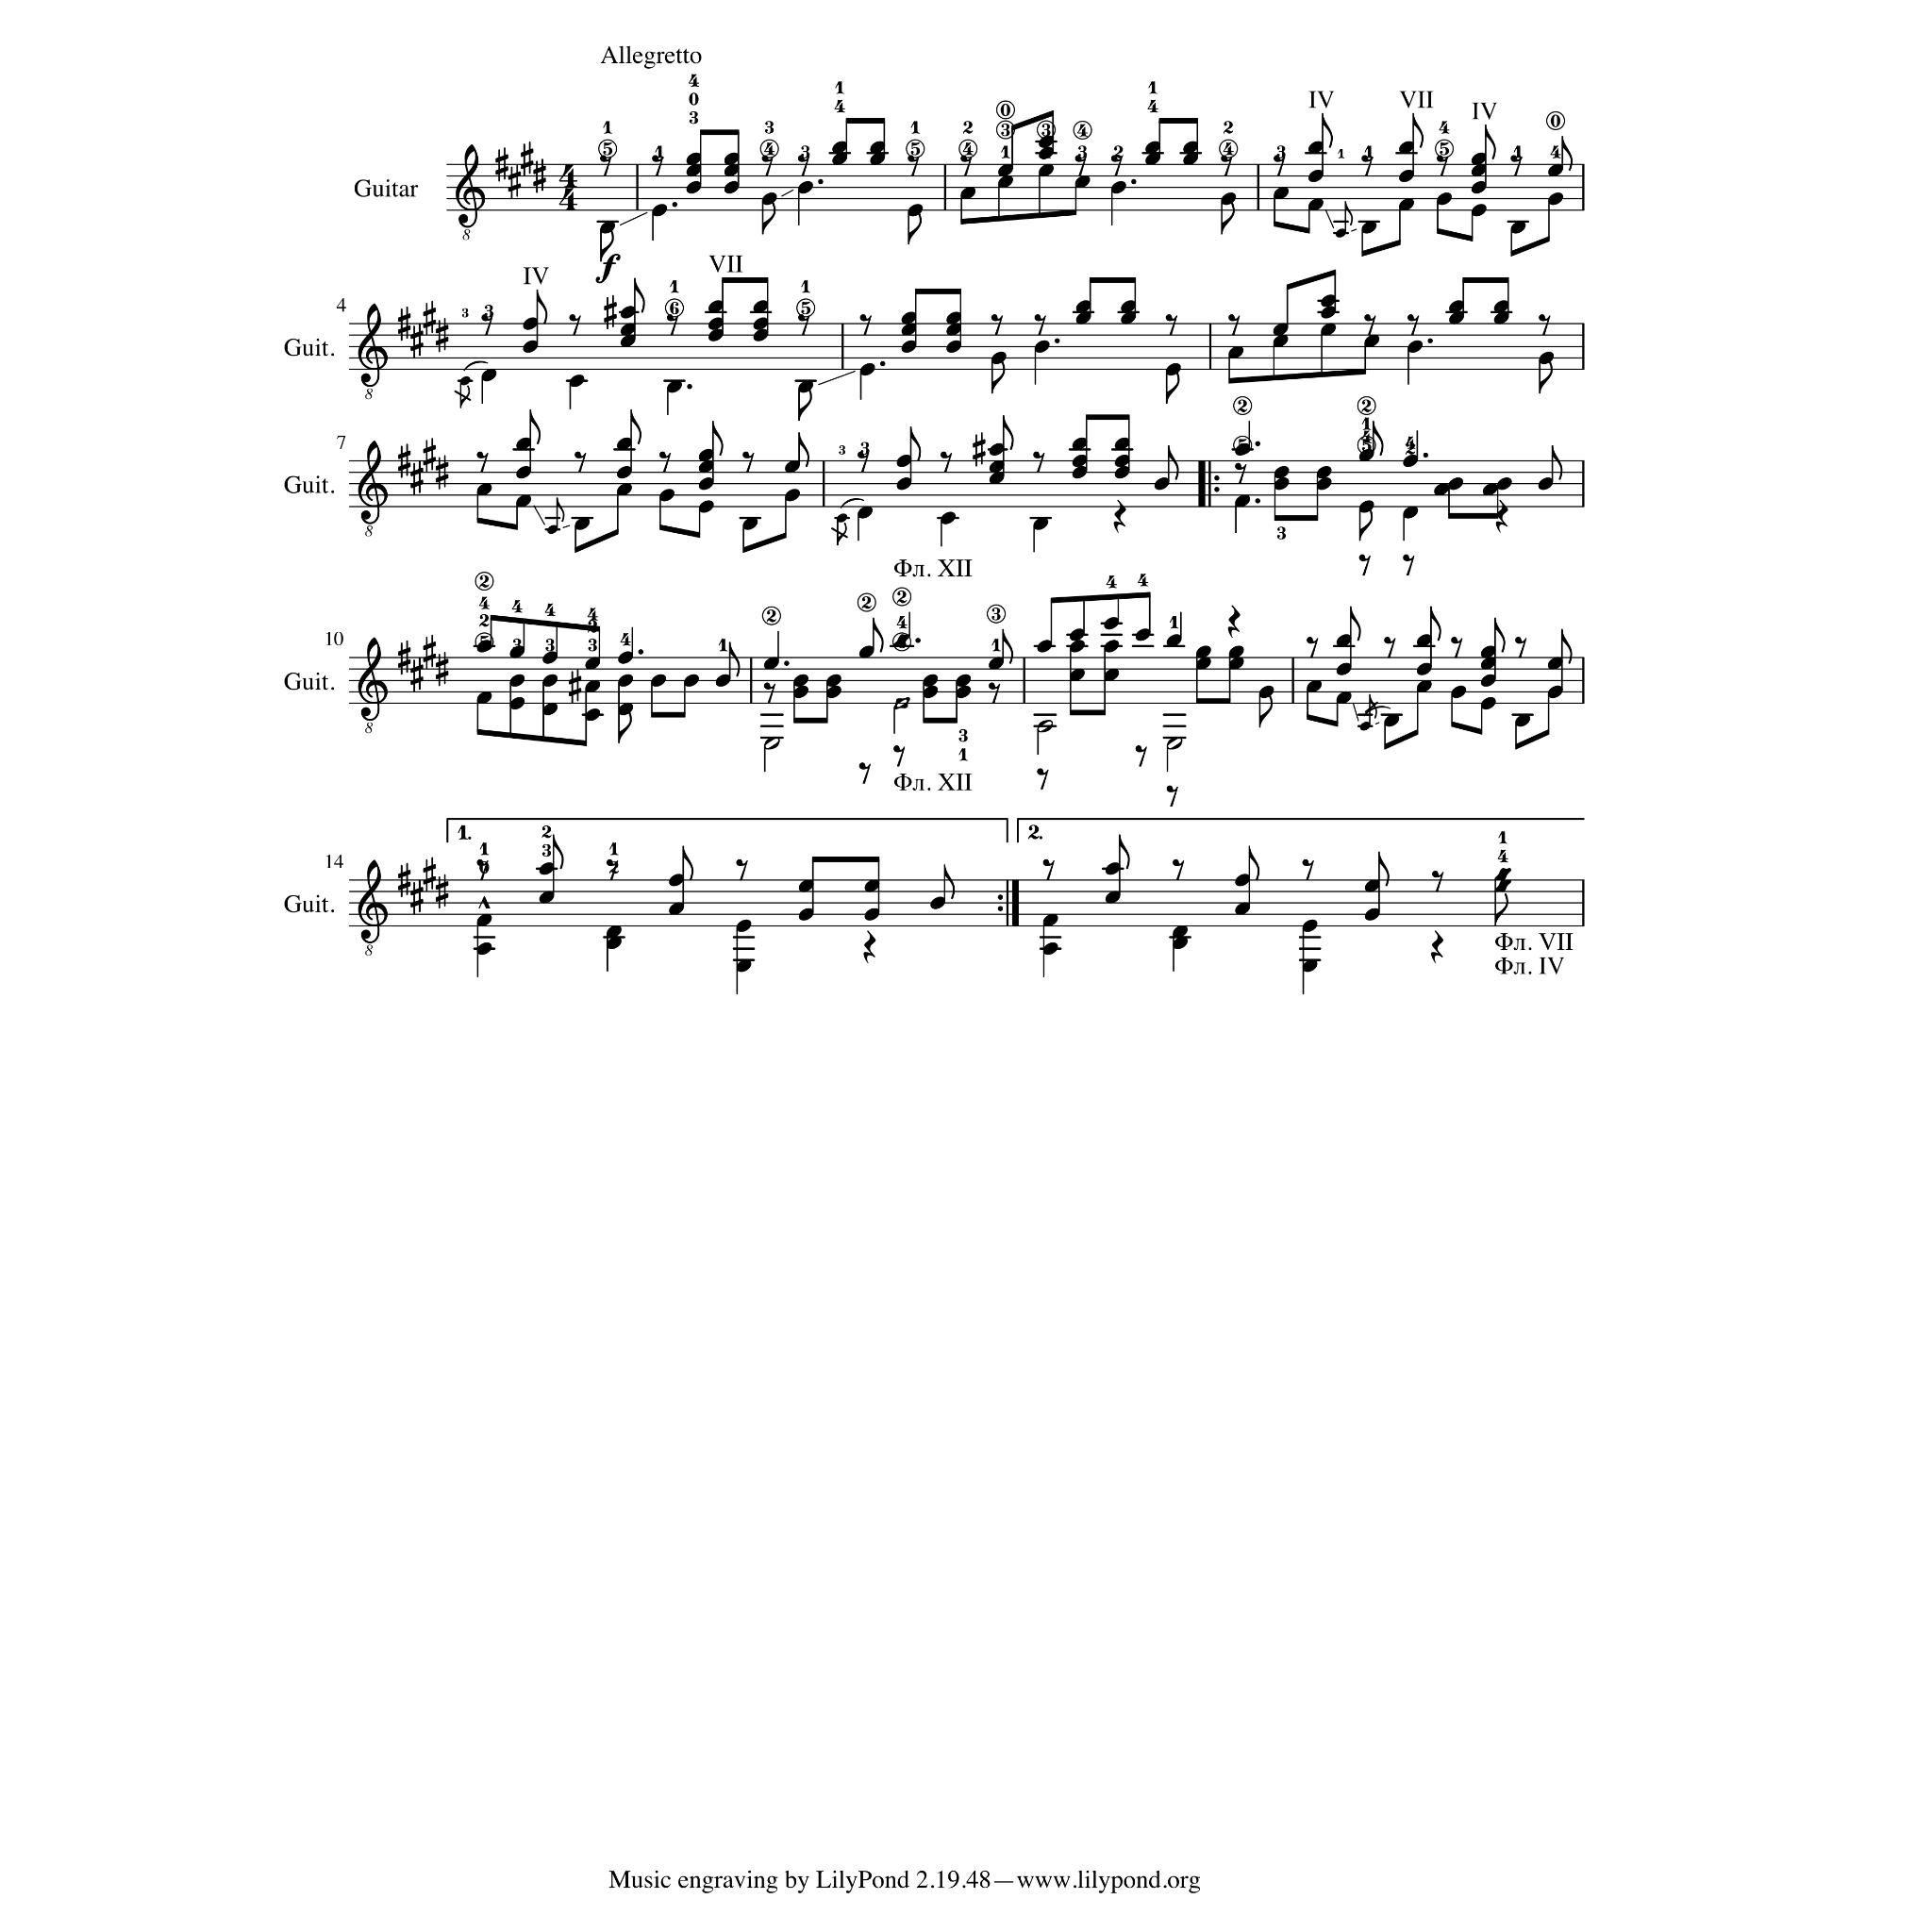 Allegretto
IV VII IV
Guitar
f
IV VII
4
Guit.
7
Guit.
Фл. XII
10
Guit.
Фл. XII
1. 2.
14
Guit.
Фл. VII
Фл. IV
Music engraving by LilyPond 2.19.48—www.lilypond.org